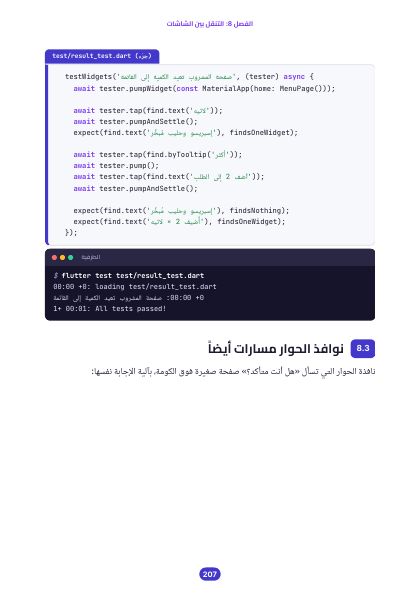 الفصل 8: التنقل بين الشاشات
test/result_test.dart (جزء)
testWidgets('صفحة المشروب تعيد الكمية إلى القائمة', (tester) async {
await tester.pumpWidget(const MaterialApp(home: MenuPage()));
await tester.tap(find.text('لاتيه'));
await tester.pumpAndSettle();
expect(find.text('إسبريسو وحليب مُبخَّر'), findsOneWidget);
await tester.tap(find.byTooltip('أكثر'));
await tester.pump();
await tester.tap(find.text('أضف 2 إلى الطلب'));
await tester.pumpAndSettle();
expect(find.text('إسبريسو وحليب مُبخَّر'), findsNothing);
expect(find.text('أُضيف 2 × لاتيه'), findsOneWidget);
});
الطرفية
$ flutter test test/result_test.dart
00:00 +0: loading test/result_test.dart
00:00 +0: صفحة المشروب تعيد الكمية إلى القائمة
00:01 +1: All tests passed!
8.3 نوافذ الحوار مسارات أيضاً
نافذة الحوار التي تسأل «هل أنت متأكد؟» صفحة صغيرة فوق الكومة، بآلية الإجابة نفسها:
207